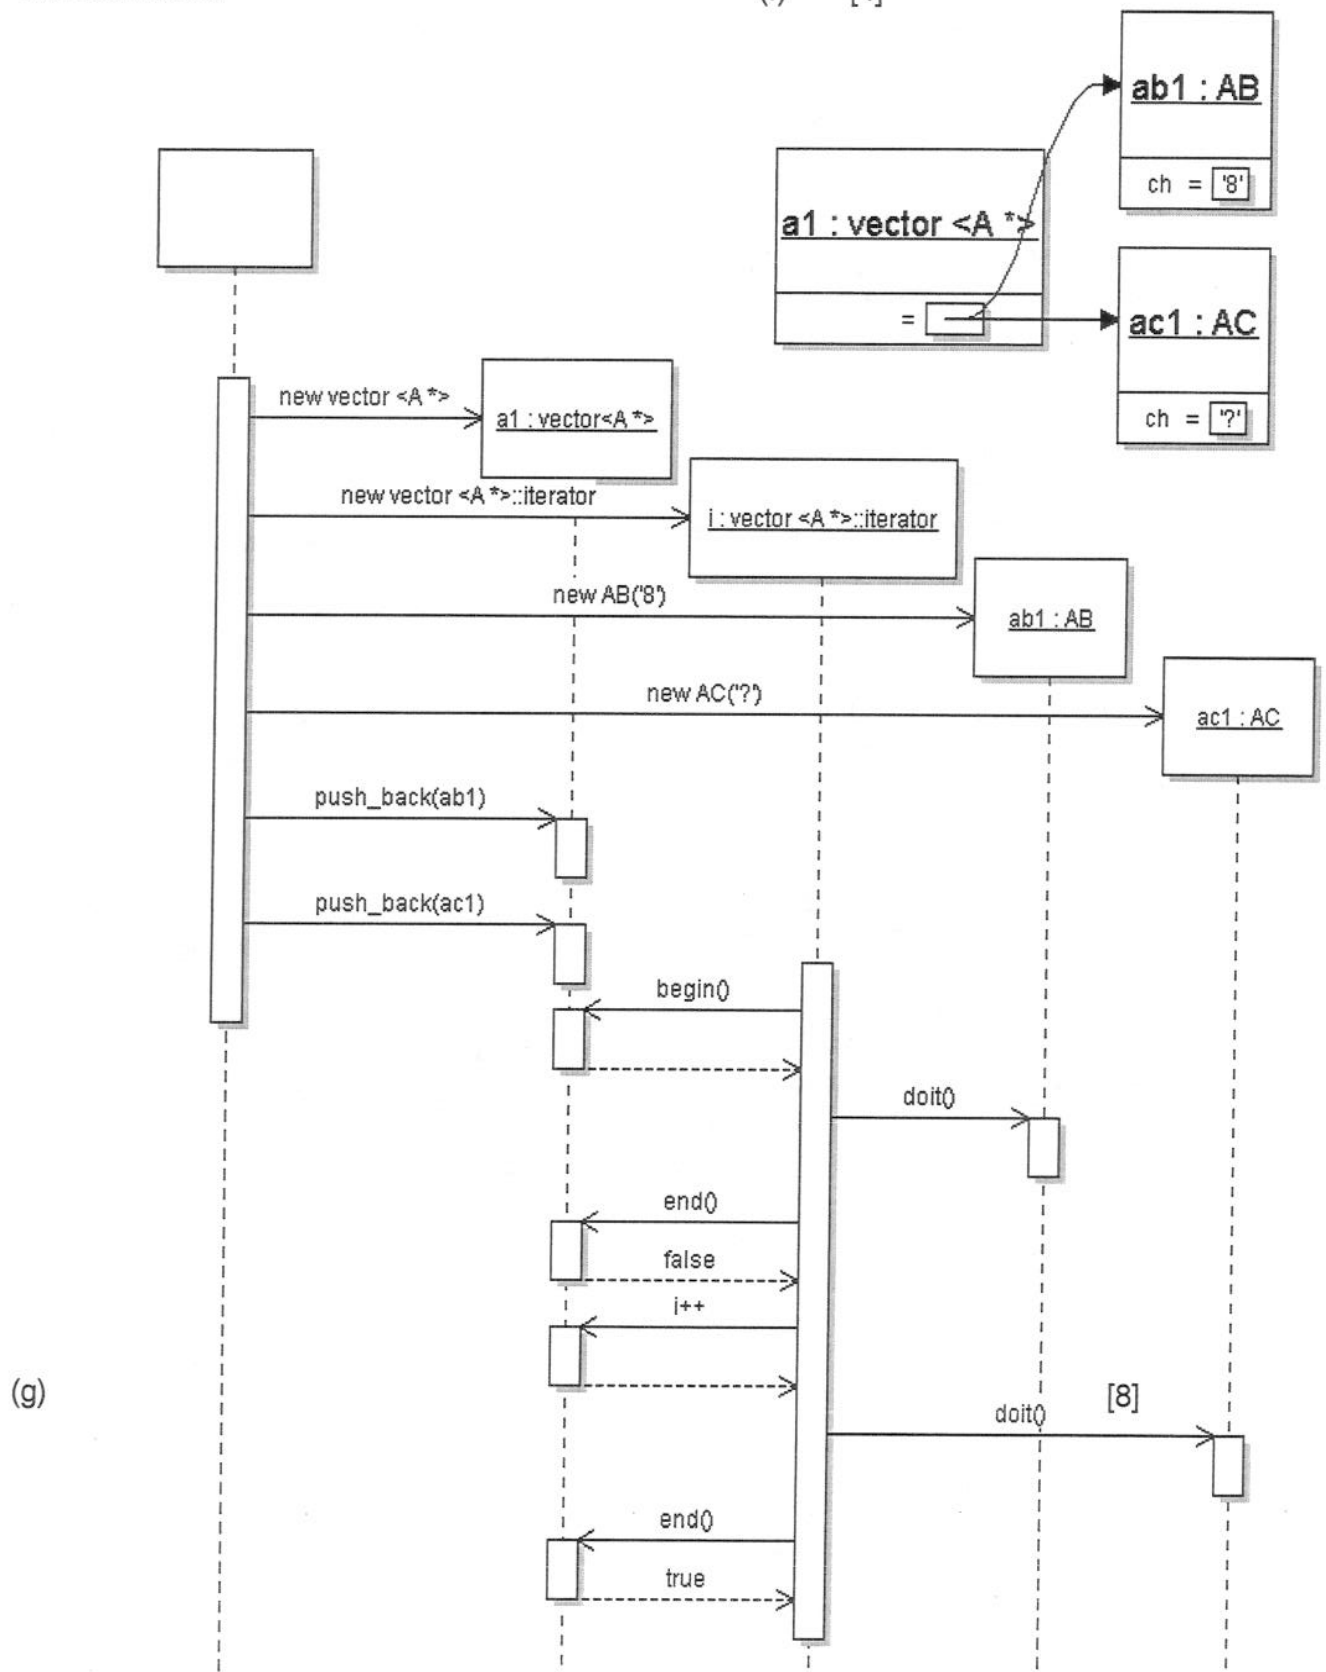 [4]
ab1 : AB
ch = '8'
a1 : vector <A *>
=
ac1 : AC
ch = '?'
new vector <A *>
a1 : vector<A *>
new vector <A *>::iterator
i : vector <A *>::iterator
new AB('8')
ab1 : AB
new AC('?')
ac1 : AC
push_back(ab1)
push_back(ac1)
begin()
doit()
end()
false
i++
(g)
[8]
doit()
end()
true